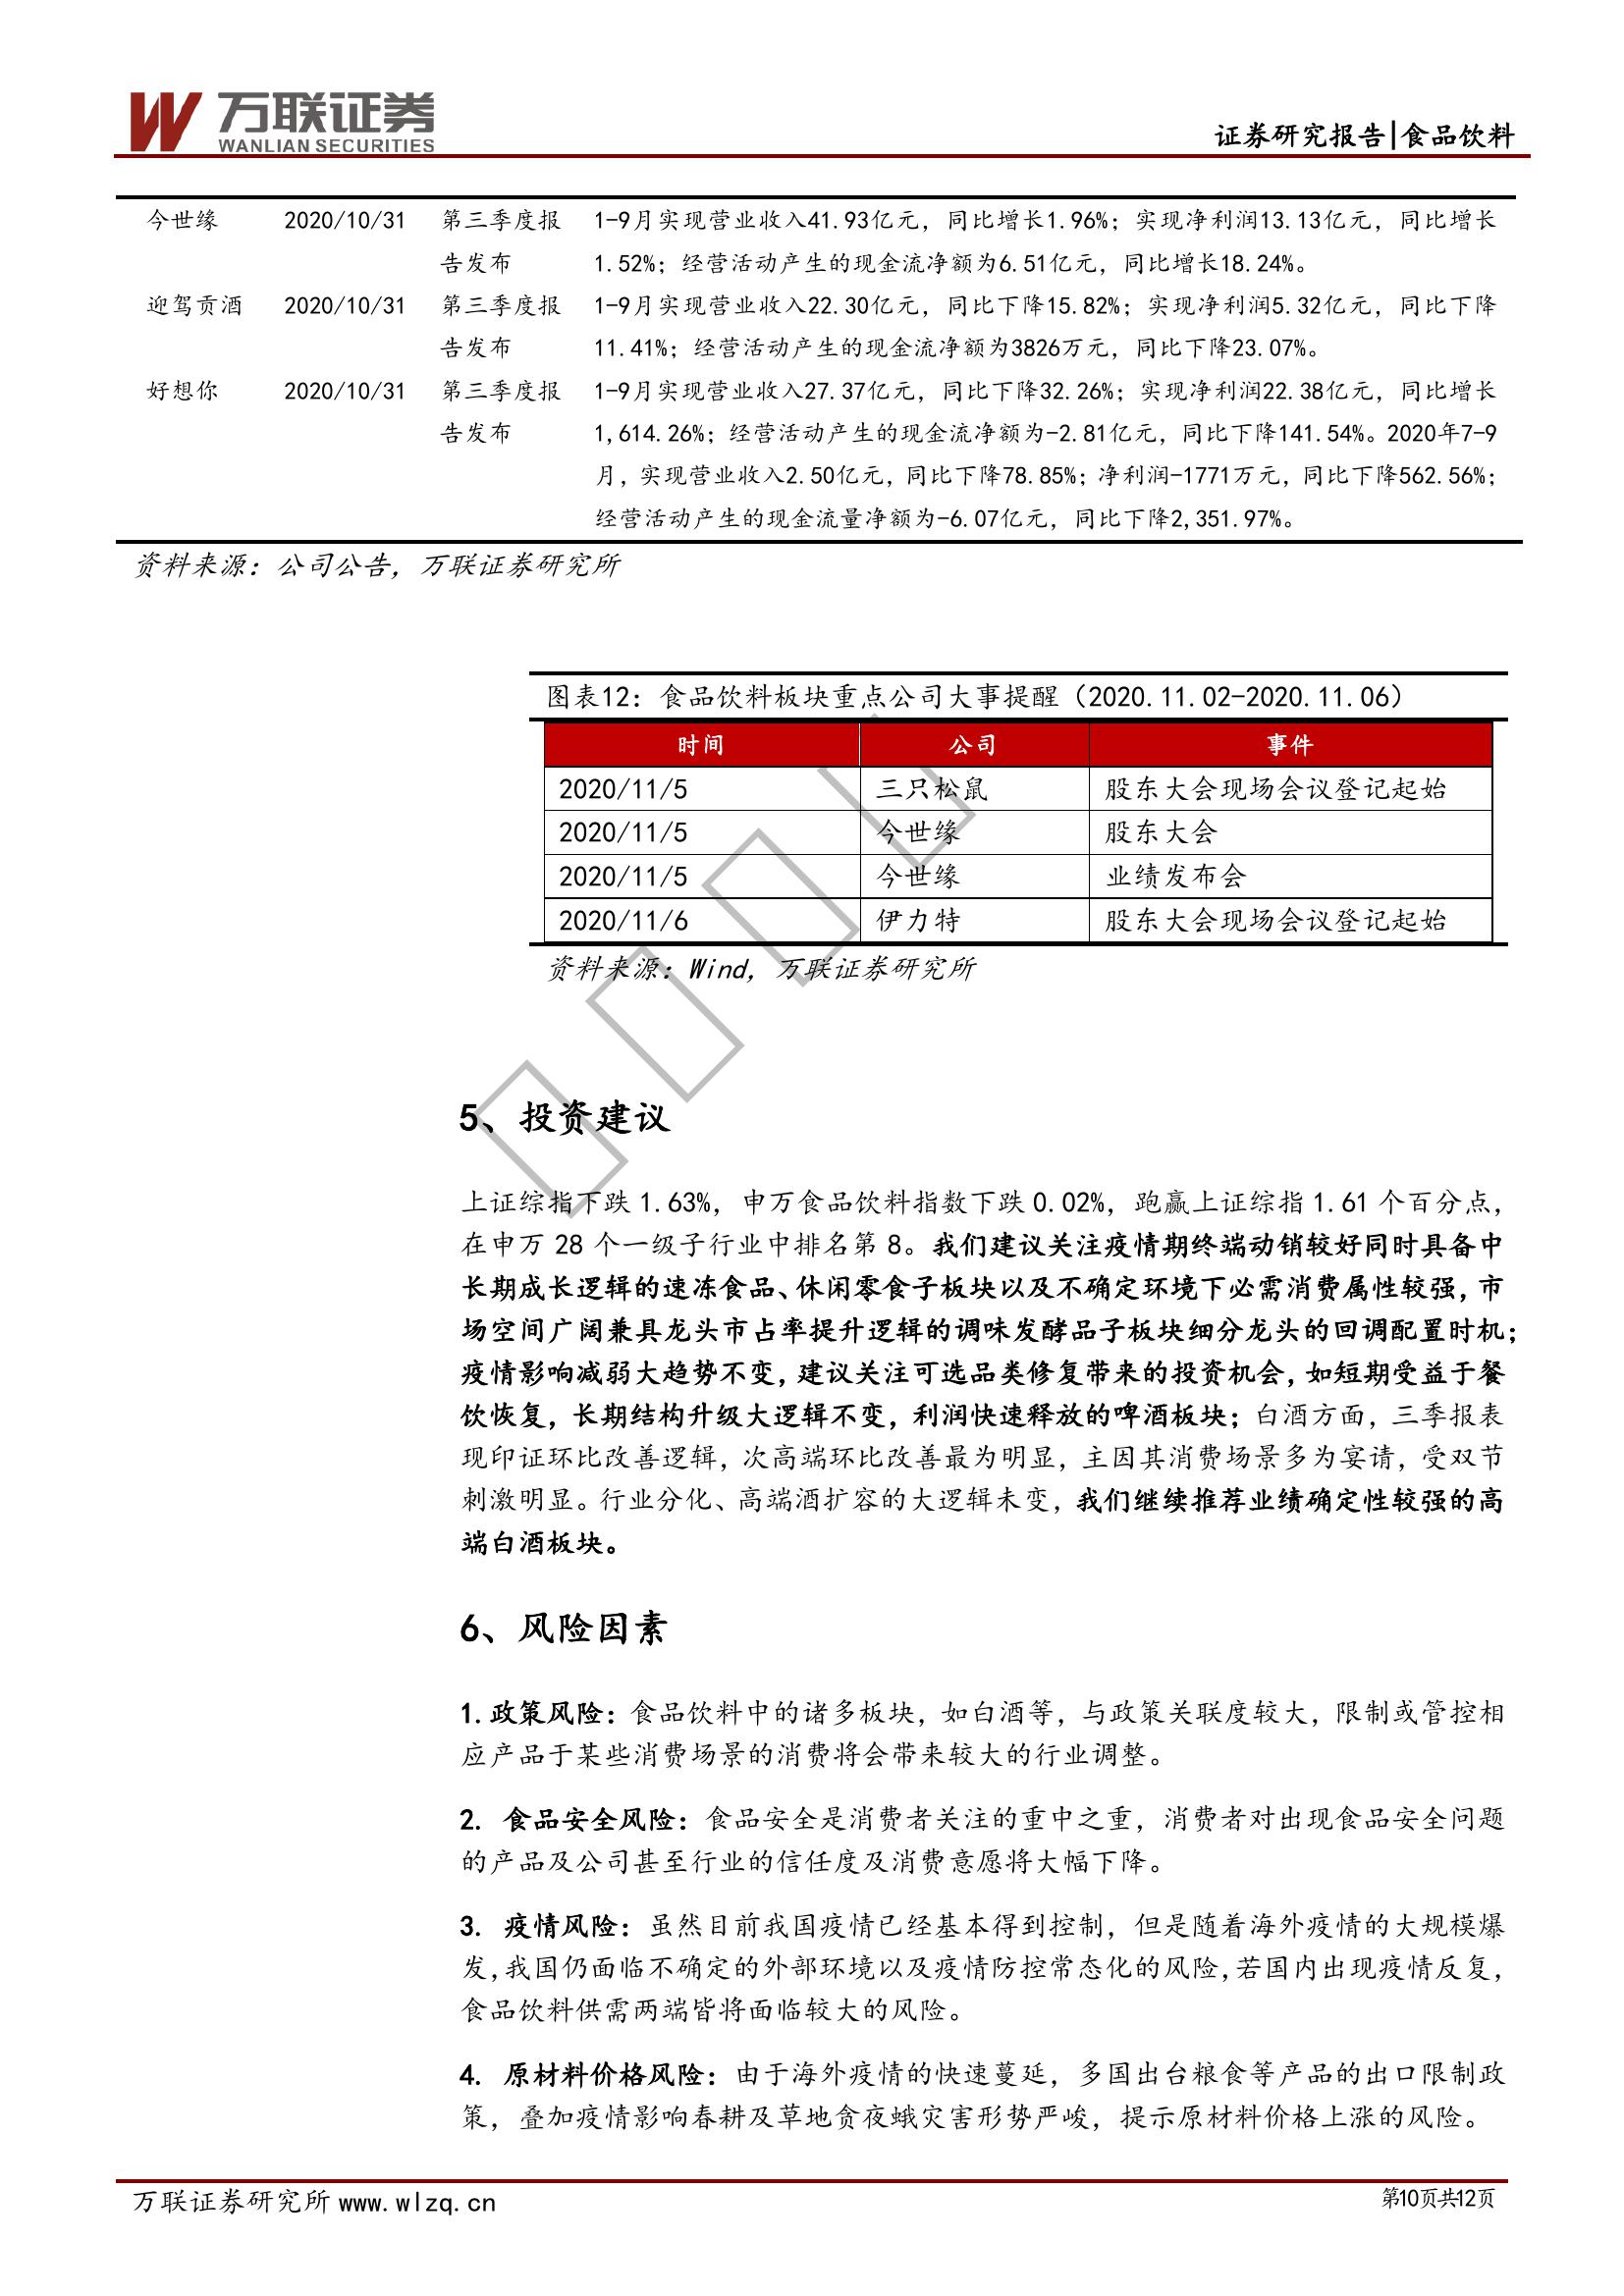 万联证券
WANLIAN SECURITIES
证券研究报告|食品饮料
今世缘 2020/10/31 第三季度报 1-9月实现营业收入41.93亿元，同比增长1.96%；实现净利润13.13亿元，同比增长
告发布 1.52%；经营活动产生的现金流净额为6.51亿元，同比增长18.24%。
迎驾贡酒 2020/10/31 第三季度报 1-9月实现营业收入22.30亿元，同比下降15.82%；实现净利润5.32亿元，同比下降
告发布 11.41%；经营活动产生的现金流净额为3826万元，同比下降23.07%。
好想你 2020/10/31 第三季度报 1-9月实现营业收入27.37亿元，同比下降32.26%；实现净利润22.38亿元，同比增长
告发布 1,614.26%；经营活动产生的现金流净额为-2.81亿元，同比下降141.54%。2020年7-9
月，实现营业收入2.50亿元，同比下降78.85%；净利润-1771万元，同比下降562.56%；
经营活动产生的现金流量净额为-6.07亿元，同比下降2,351.97%。
资料来源：公司公告，万联证券研究所
图表12：食品饮料板块重点公司大事提醒（2020.11.02-2020.11.06）
时间 公司 事件
2020/11/5 三只松鼠 股东大会现场会议登记起始
2020/11/5 今世缘 股东大会
2020/11/5 今世缘 业绩发布会
2020/11/6 伊力特 股东大会现场会议登记起始
资料来源：Wind，万联证券研究所
5、投资建议
上证综指下跌 1.63%，申万食品饮料指数下跌 0.02%，跑赢上证综指 1.61 个百分点，
在申万 28 个一级子行业中排名第 8。我们建议关注疫情期终端动销较好同时具备中
长期成长逻辑的速冻食品、休闲零食子板块以及不确定环境下必需消费属性较强，市
场空间广阔兼具龙头市占率提升逻辑的调味发酵品子板块细分龙头的回调配置时机；
疫情影响减弱大趋势不变，建议关注可选品类修复带来的投资机会，如短期受益于餐
饮恢复，长期结构升级大逻辑不变，利润快速释放的啤酒板块；白酒方面，三季报表
现印证环比改善逻辑，次高端环比改善最为明显，主因其消费场景多为宴请，受双节
刺激明显。行业分化、高端酒扩容的大逻辑未变，我们继续推荐业绩确定性较强的高
端白酒板块。
6、风险因素
1.政策风险：食品饮料中的诸多板块，如白酒等，与政策关联度较大，限制或管控相
应产品于某些消费场景的消费将会带来较大的行业调整。
2. 食品安全风险：食品安全是消费者关注的重中之重，消费者对出现食品安全问题
的产品及公司甚至行业的信任度及消费意愿将大幅下降。
3. 疫情风险：虽然目前我国疫情已经基本得到控制，但是随着海外疫情的大规模爆
发，我国仍面临不确定的外部环境以及疫情防控常态化的风险，若国内出现疫情反复，
食品饮料供需两端皆将面临较大的风险。
4. 原材料价格风险：由于海外疫情的快速蔓延，多国出台粮食等产品的出口限制政
策，叠加疫情影响春耕及草地贪夜蛾灾害形势严峻，提示原材料价格上涨的风险。
万联证券研究所 www.wlzq.cn 第10页共12页